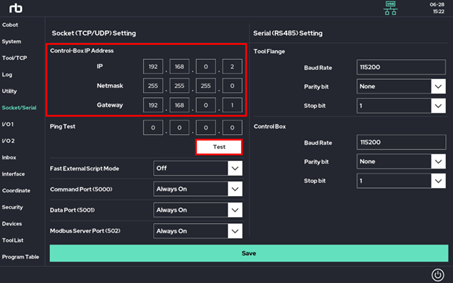 rb
06-28
15:22
Cobot
System
Tool/TCP
Log
Utility
Socket/Serial
I/O 1
I/O 2
Inbox
Interface
Coordinate
Security
Devices
Tool List
Program Table
Socket (TCP/UDP) Setting
Control-Box IP Address
IP 192 . 168 . 0 . 2
Netmask 255 . 255 . 255 . 0
Gateway 192 . 168 . 0 . 1
Ping Test 0 . 0 . 0 . 0
Test
Fast External Script Mode Off
Command Port (5000) Always On
Data Port (5001) Always On
Modbus Server Port (502) Always On
Serial (RS485) Setting
Tool Flange
Baud Rate 115200
Parity bit None
Stop bit 1
Control Box
Baud Rate 115200
Parity bit None
Stop bit 1
Save